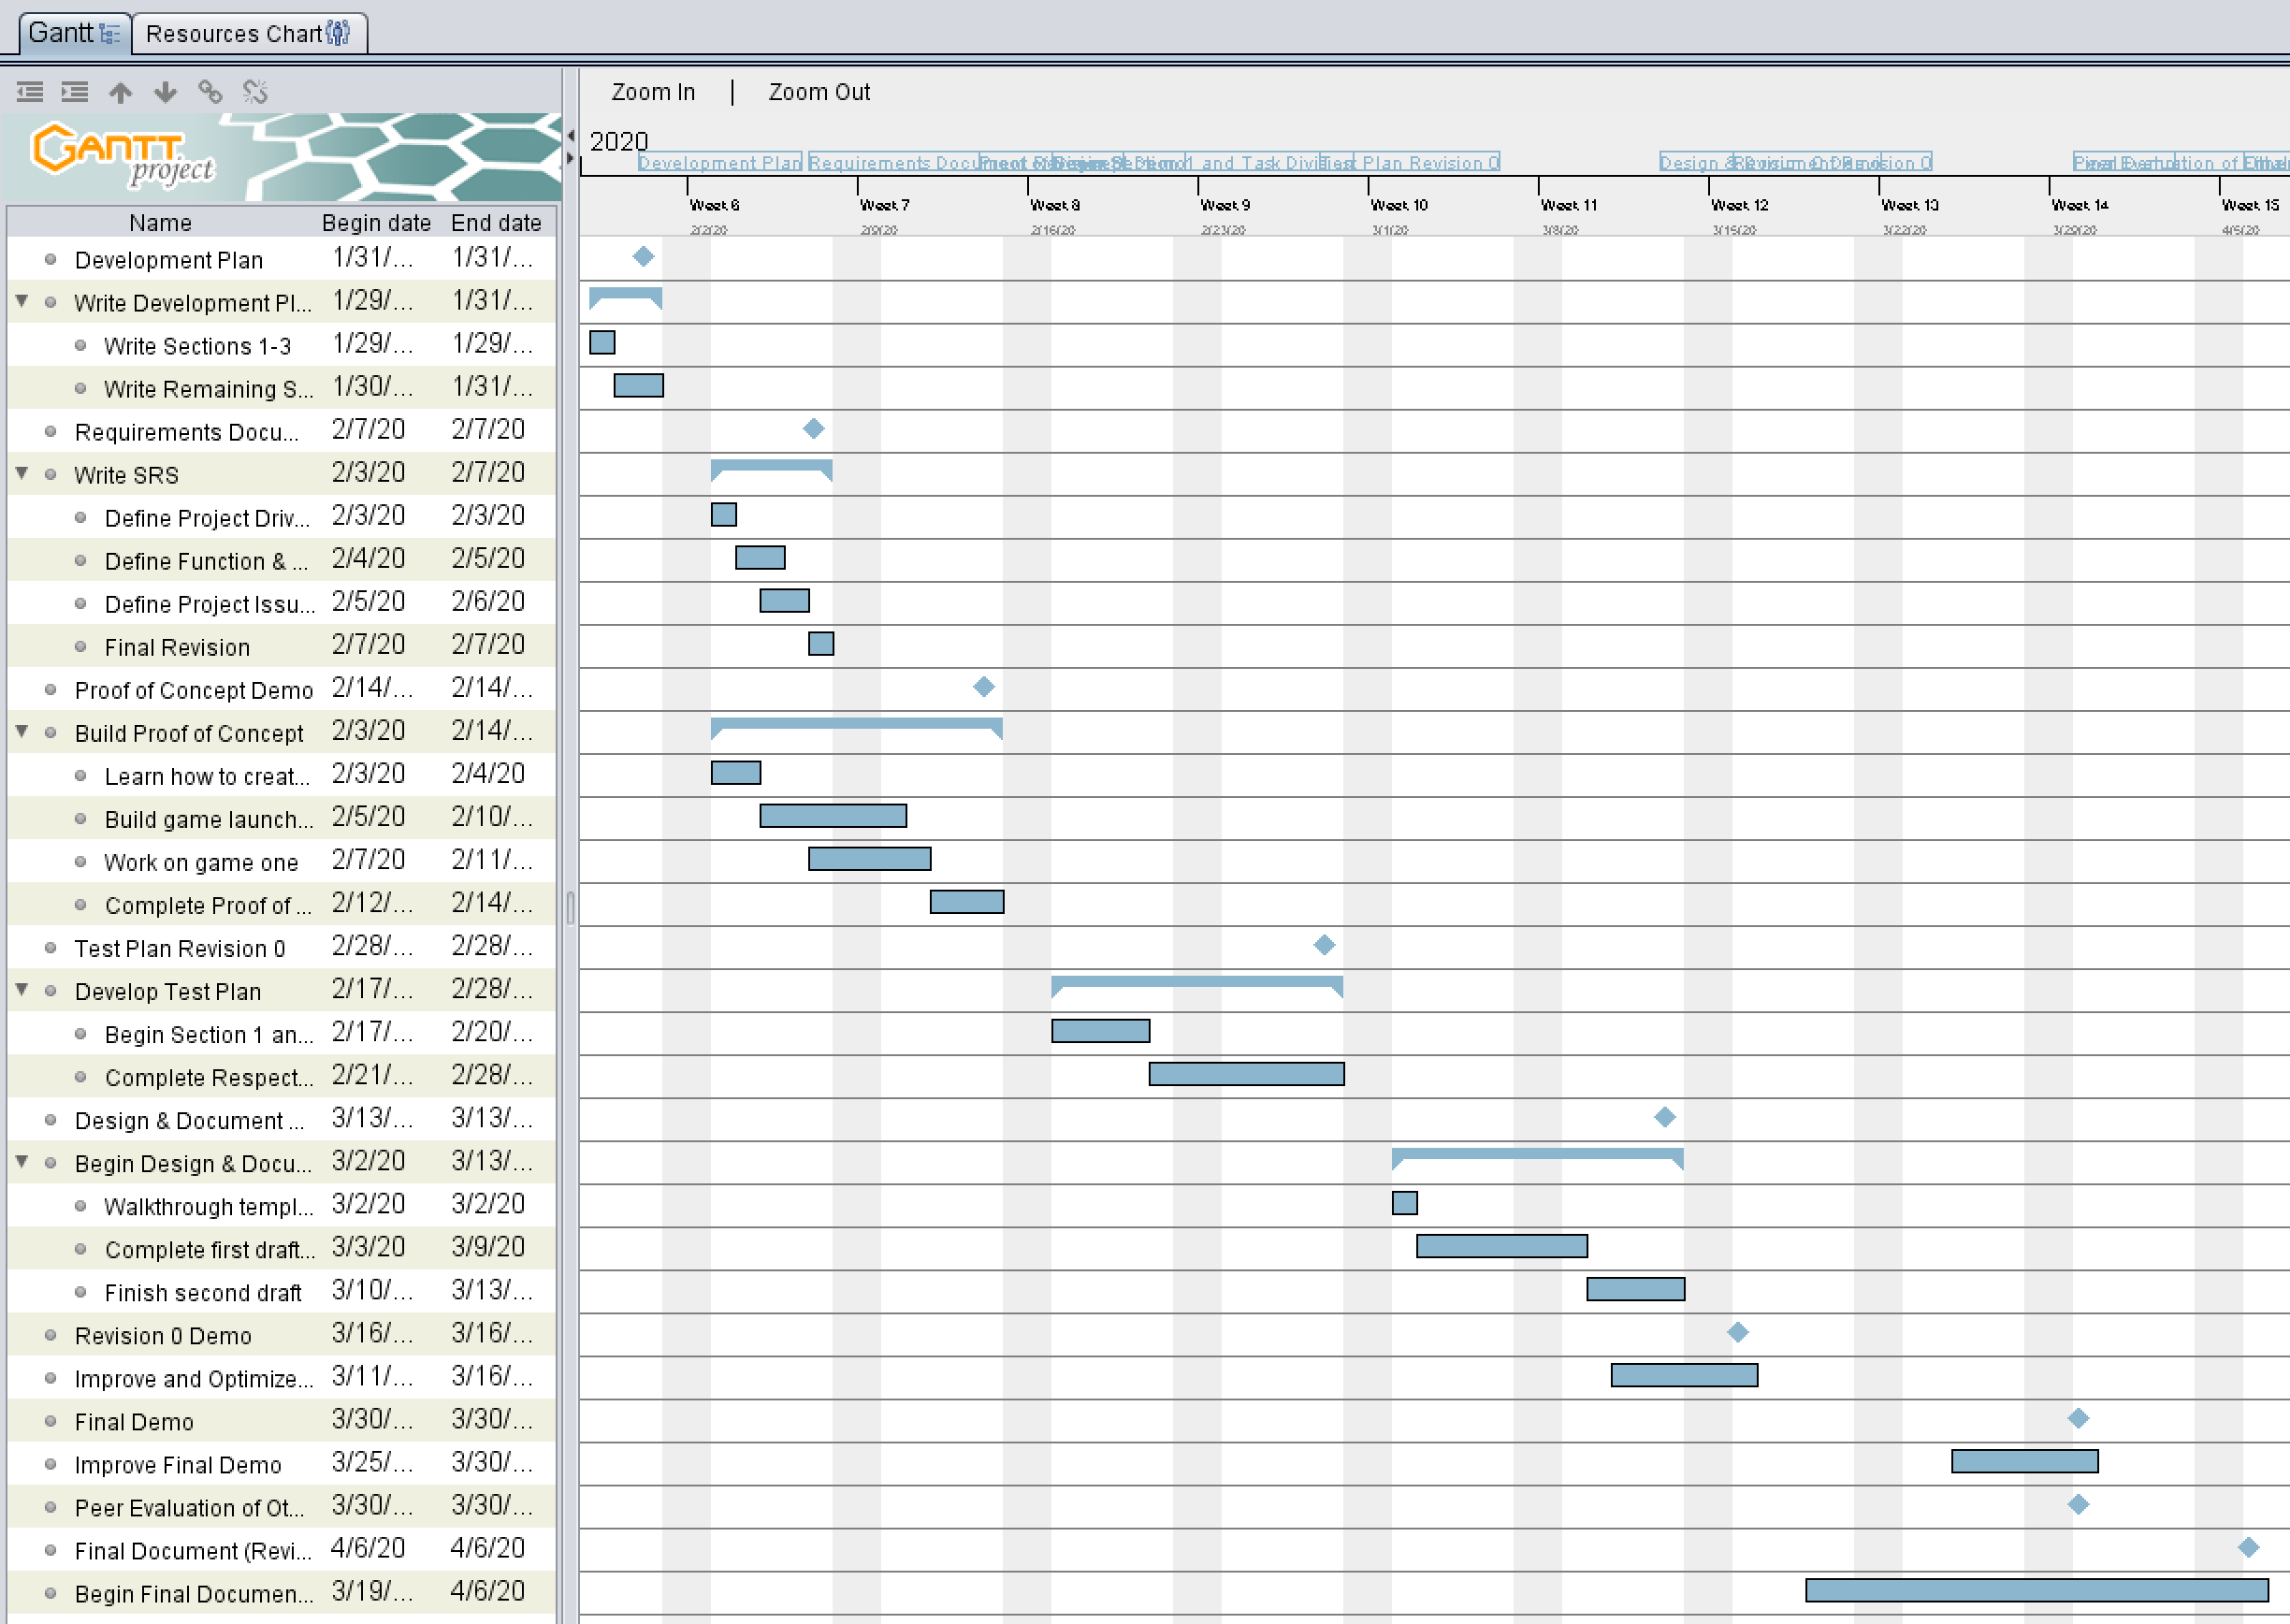 Gantt Resources Chart
Zoom In | Zoom Out
GANTT project
2020
Development Plan Requirements Document and Task Test Plan Revision 0 Design & Revision 0
Week 6 Week 7 Week 8 Week 9 Week 10 Week 11 Week 12 Week 13 Week 14 Week 15
Name Begin date End date 2/2/20 2/9/20 2/16/20 2/23/20 3/1/20 3/8/20 3/15/20 3/22/20 3/29/20 4/5/20
Development Plan 1/31/... 1/31/...
Write Development Pl... 1/29/... 1/31/...
Write Sections 1-3 1/29/... 1/29/...
Write Remaining S... 1/30/... 1/31/...
Requirements Docu... 2/7/20 2/7/20
Write SRS 2/3/20 2/7/20
Define Project Driv... 2/3/20 2/3/20
Define Function & ... 2/4/20 2/5/20
Define Project Issu... 2/5/20 2/6/20
Final Revision 2/7/20 2/7/20
Proof of Concept Demo 2/14/... 2/14/...
Build Proof of Concept 2/3/20 2/14/...
Learn how to creat... 2/3/20 2/4/20
Build game launch... 2/5/20 2/10/...
Work on game one 2/7/20 2/11/...
Complete Proof of ... 2/12/... 2/14/...
Test Plan Revision 0 2/28/... 2/28/...
Develop Test Plan 2/17/... 2/28/...
Begin Section 1 an... 2/17/... 2/20/...
Complete Respect... 2/21/... 2/28/...
Design & Document ... 3/13/... 3/13/...
Begin Design & Docu... 3/2/20 3/13/...
Walkthrough templ... 3/2/20 3/2/20
Complete first draft... 3/3/20 3/9/20
Finish second draft 3/10/... 3/13/...
Revision 0 Demo 3/16/... 3/16/...
Improve and Optimize... 3/11/... 3/16/...
Final Demo 3/30/... 3/30/...
Improve Final Demo 3/25/... 3/30/...
Peer Evaluation of Ot... 3/30/... 3/30/...
Final Document (Revi... 4/6/20 4/6/20
Begin Final Documen... 3/19/... 4/6/20